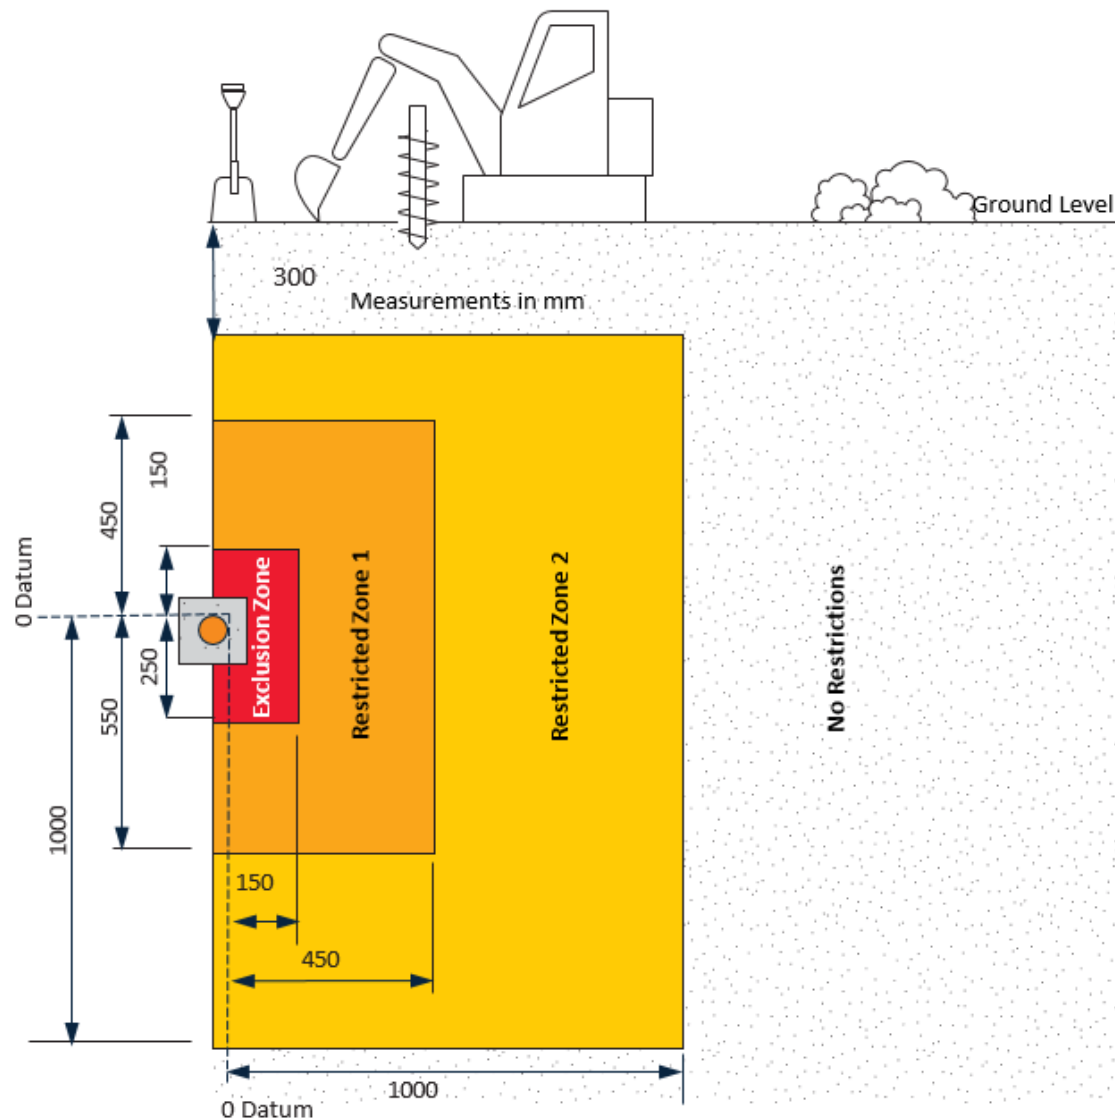 Ground Level
300
Measurements in mm
150
450
0 Datum
Exclusion Zone
Restricted Zone 1
Restricted Zone 2
No Restrictions
250
550
1000
150
450
1000
0 Datum